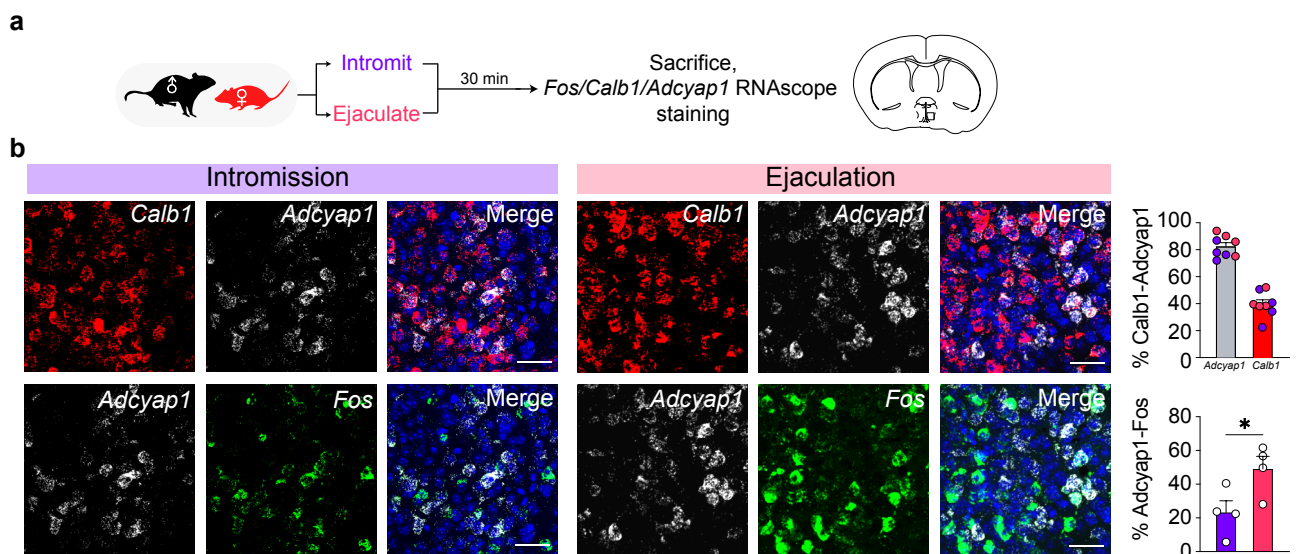 a
♂
♀
Intromit
Ejaculate
30 min
Sacrifice,
Fos/Calb1/Adcyap1 RNAscope
staining
b
Intromission
Ejaculation
Calb1
Adcyap1
Merge
Calb1
Adcyap1
Merge
% Calb1-Adcyap1
100
80
60
40
20
0
Adcyap1 Calb1
Adcyap1
Fos
Merge
Adcyap1
Fos
Merge
% Adcyap1-Fos
80
60
40
20
0
*